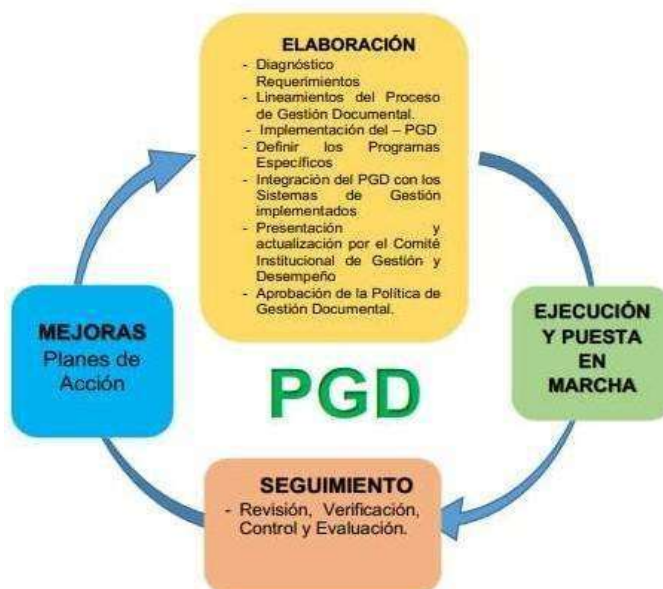 ELABORACIÓN
- Diagnóstico
Requerimientos
- Lineamientos del Proceso
de Gestión Documental.
- Implementación del – PGD
- Definir los Programas
Específicos
- Integración del PGD con los
Sistemas de Gestión
implementados
- Presentación y
actualización por el Comité
Institucional de Gestión y
Desempeño
- Aprobación de la Política de
Gestión Documental.
EJECUCIÓN
Y PUESTA
EN
MARCHA
SEGUIMIENTO
- Revisión, Verificación,
Control y Evaluación.
MEJORAS
Planes de
Acción
PGD